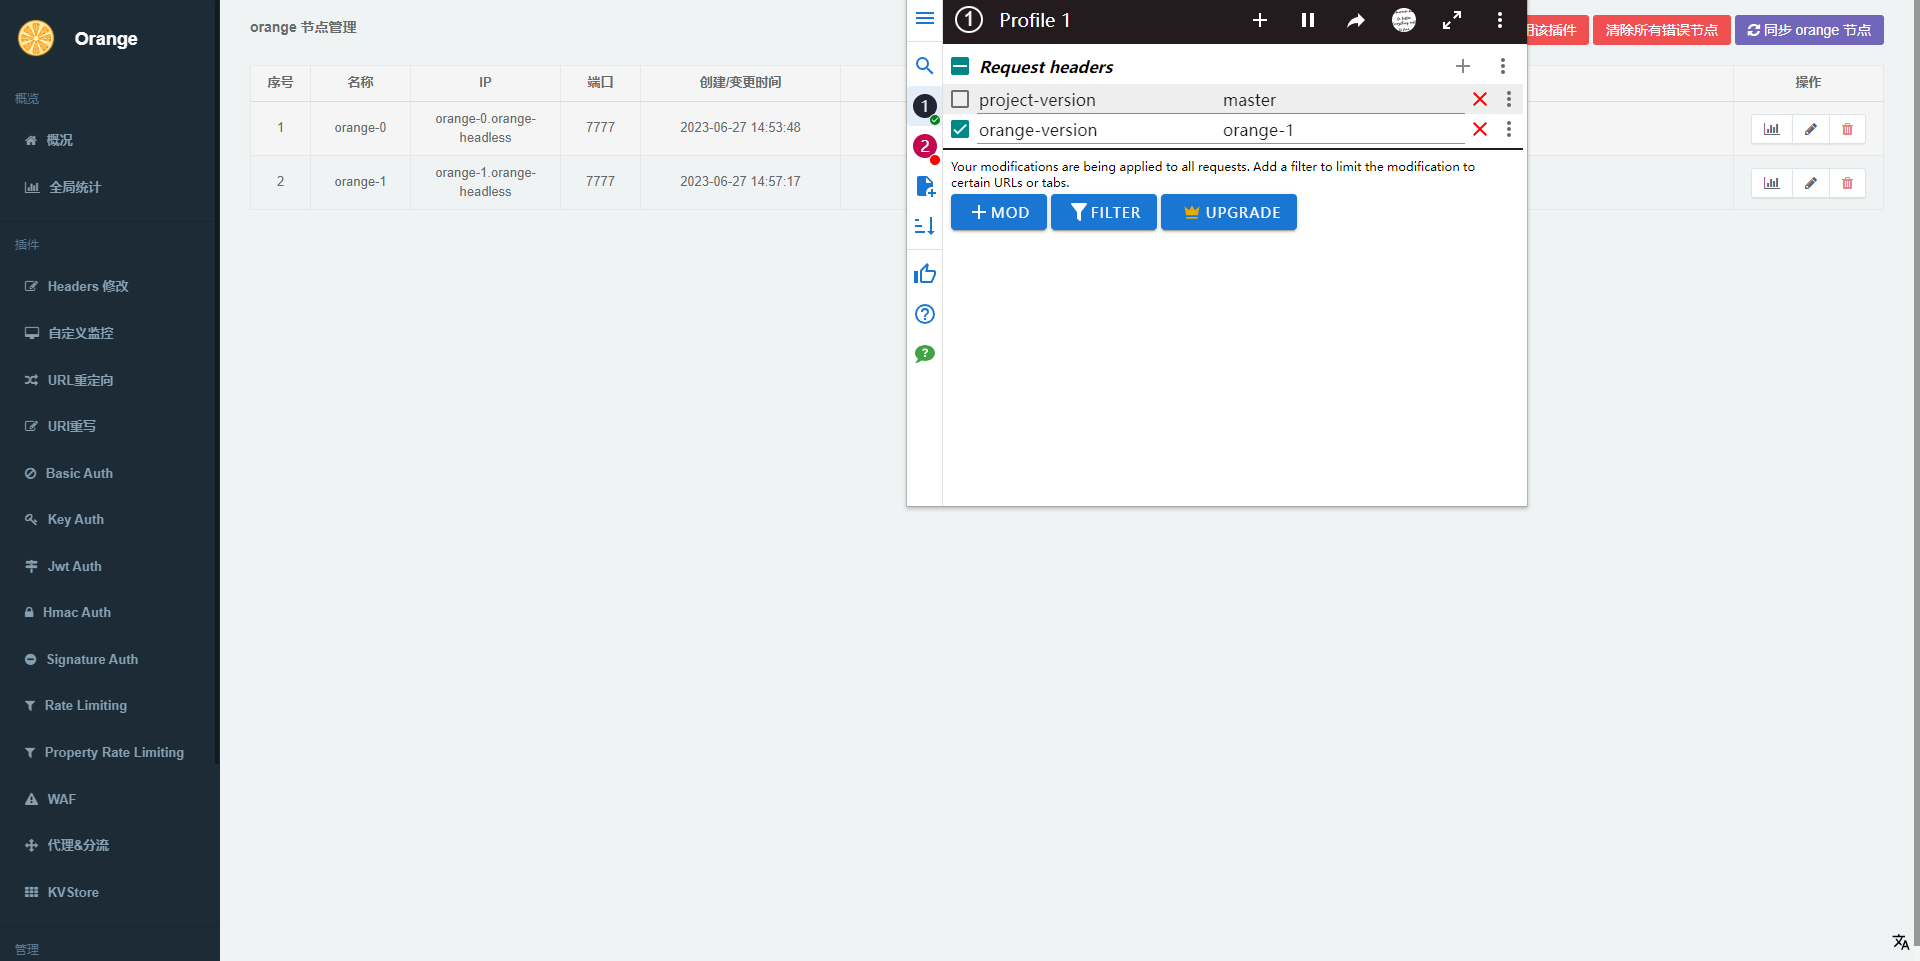 Orange
概览
概况
全局统计
插件
Headers 修改
自定义监控
URL重定向
URI重写
Basic Auth
Key Auth
Jwt Auth
Hmac Auth
Signature Auth
Rate Limiting
Property Rate Limiting
WAF
代理&分流
KVStore
管理
orange 节点管理
用该插件
清除所有错误节点
同步 orange 节点
序号 名称 IP 端口 创建/变更时间 操作
1 orange-0 orange-0.orange-headless 7777 2023-06-27 14:53:48
2 orange-1 orange-1.orange-headless 7777 2023-06-27 14:57:17
1 Profile 1
1
2
Request headers
project-version master
orange-version orange-1
Your modifications are being applied to all requests. Add a filter to limit the modification to
certain URLs or tabs.
MOD FILTER UPGRADE